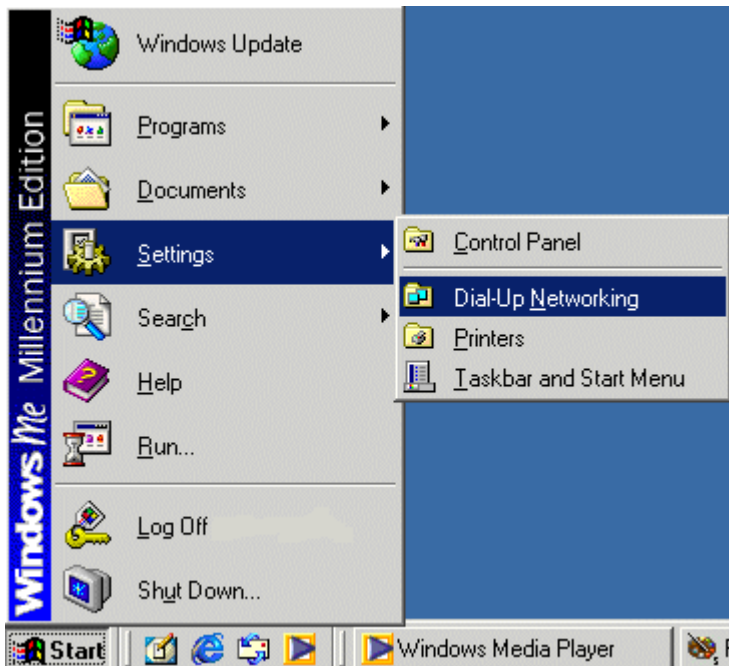 Windows Update
Programs
Documents
Settings
Search
Help
Run...
Log Off
Shut Down...
Control Panel
Dial-Up Networking
Printers
Taskbar and Start Menu
Windows Me Millennium Edition
Start
Windows Media Player